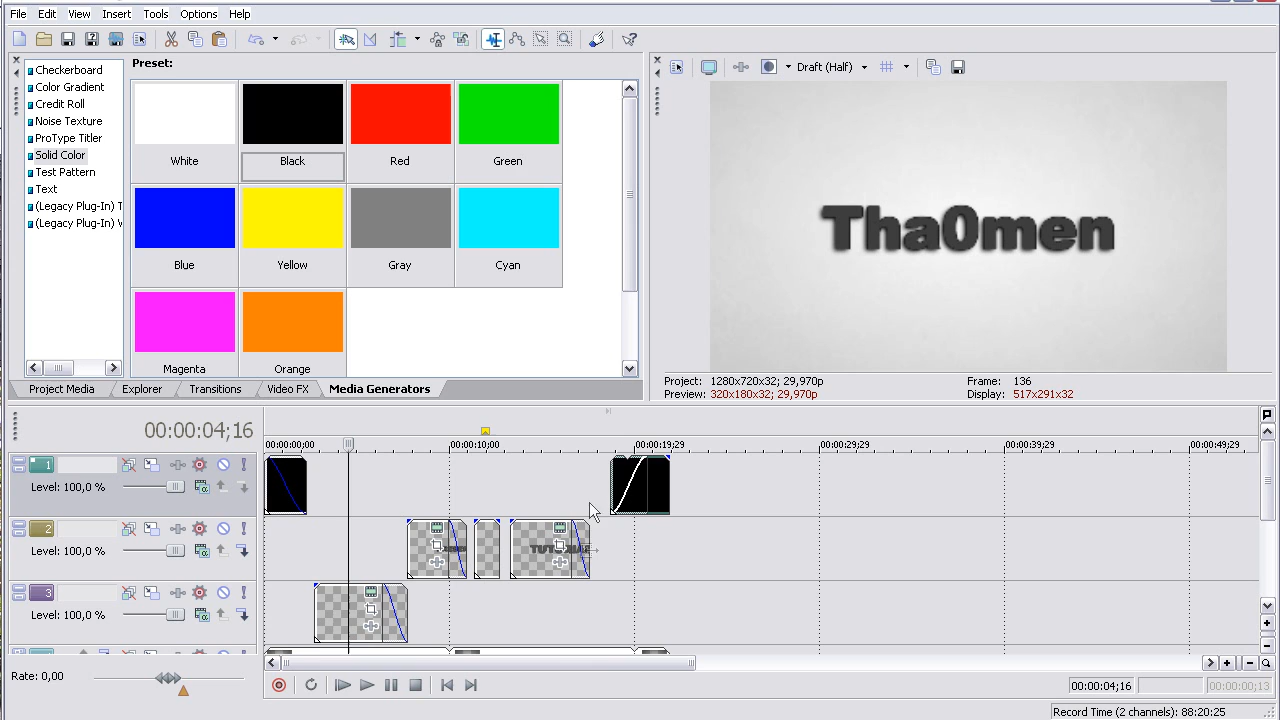 File Edit View Insert Tools Options Help
Preset:
Draft (Half)
Checkerboard
Color Gradient
Credit Roll
Noise Texture
ProType Titler
Solid Color
Test Pattern
Text
(Legacy Plug-In) T
(Legacy Plug-In)
White Black Red Green
Blue Yellow Gray Cyan
Magenta Orange
Tha0men
Project Media Explorer Transitions Video FX Media Generators
Project: 1280x720x32; 29,970p Frame: 136
Preview: 320x180x32; 29,970p Display: 517x291x32
00:00:04;16
00:00:00;00 00:00:10;00 00:00:19;29 00:00:29;29 00:00:39;29 00:00:49;29
1
Level: 100,0 %
2
Level: 100,0 %
3
Level: 100,0 %
Rate: 0,00
00:00:04;16 00:00:00;13
Record Time (2 channels): 88:20:25